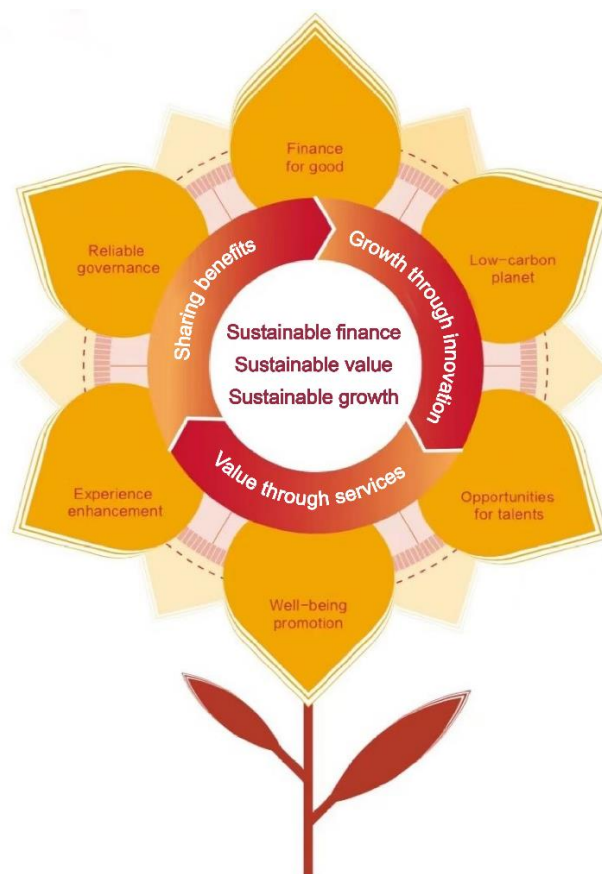 Finance
for good
Reliable
governance
Low-carbon
planet
Sharing benefits
Growth through innovation
Sustainable finance
Sustainable value
Sustainable growth
Value through services
Experience
enhancement
Opportunities
for talents
Well-being
promotion